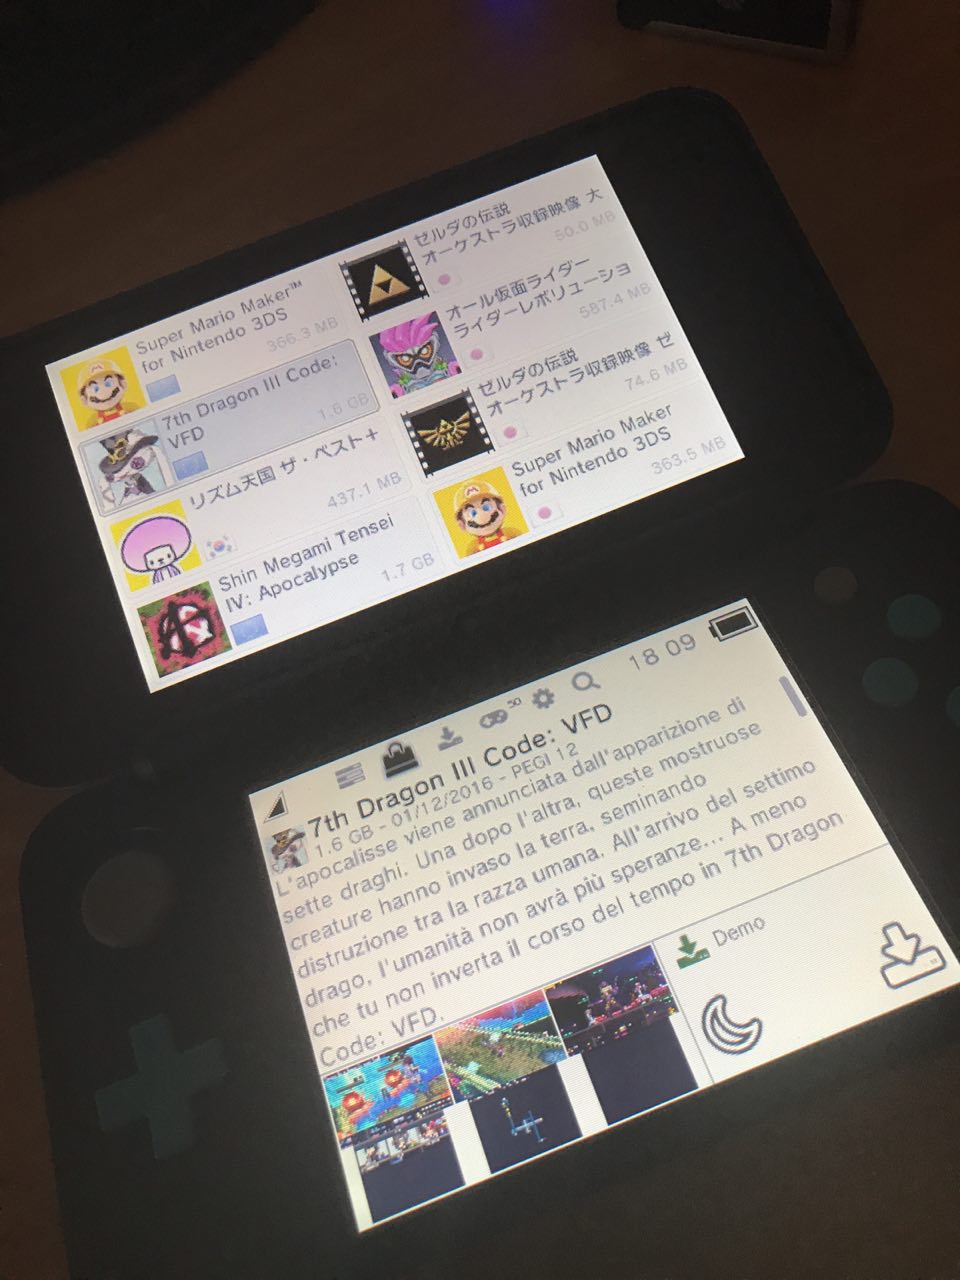 Super Mario Maker™
for Nintendo 3DS
366.3 MB
7th Dragon III Code:
VFD
1.6 GB
リズム天国 ザ・ベスト+
437.1 MB
Shin Megami Tensei
IV: Apocalypse
1.7 GB
ゼルダの伝説
オーケストラ収録映像 大
50.0 MB
オール仮面ライダー
ライダーレボリューショ
587.4 MB
ゼルダの伝説
オーケストラ収録映像 ゼ
74.6 MB
Super Mario Maker
for Nintendo 3DS
363.5 MB
18 09
50
7th Dragon III Code: VFD
1.6 GB - 01/12/2016 - PEGI 12
L'apocalisse viene annunciata dall'apparizione di
sette draghi. Una dopo l'altra, queste mostruose
creature hanno invaso la terra, seminando
distruzione tra la razza umana. All'arrivo del settimo
drago, l'umanità non avrà più speranze... A meno
che tu non inverta il corso del tempo in 7th Dragon
Code: VFD.
Demo